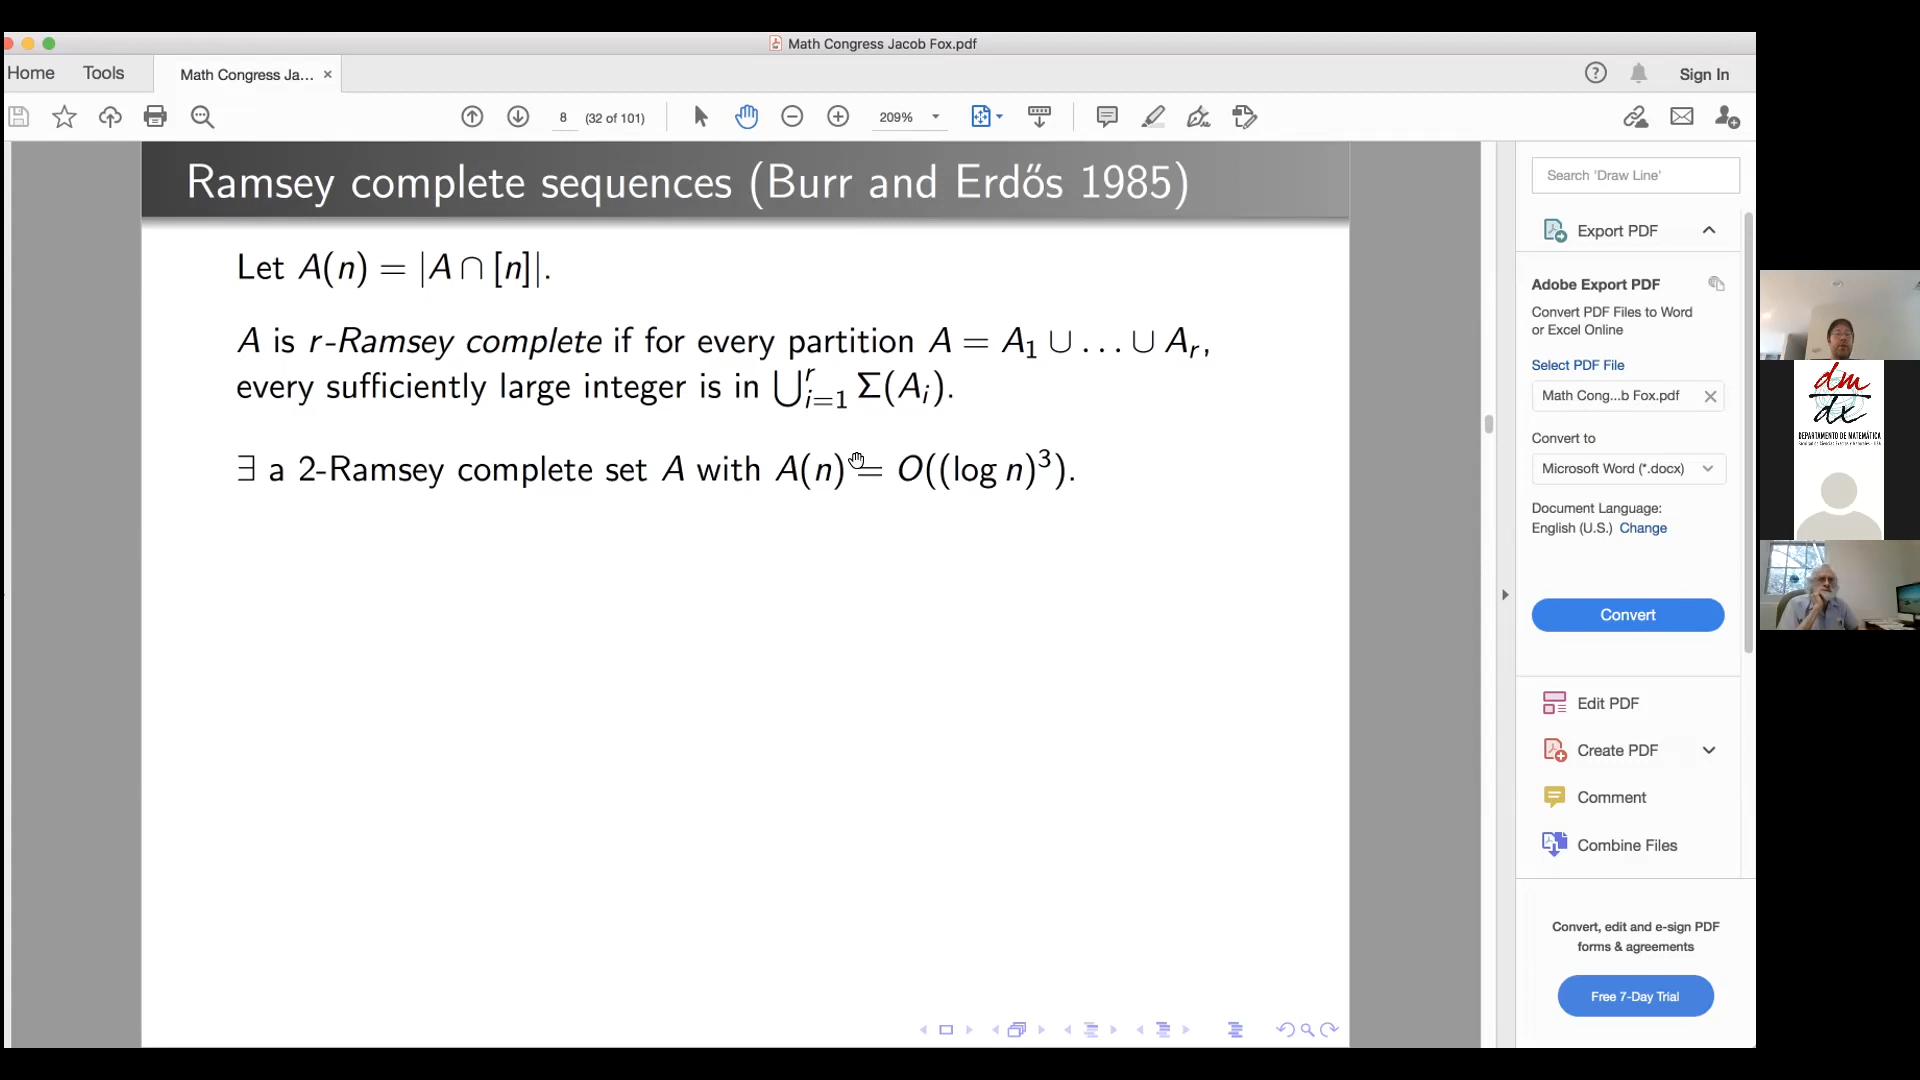 Math Congress Jacob Fox.pdf
Home
Tools
Math Congress Ja... ×
Sign In
8 (32 of 101)
209%
Ramsey complete sequences (Burr and Erdős 1985)
Let A(n) = |A ∩ [n]|.
A is r-Ramsey complete if for every partition A = A₁ ∪ … ∪ Aᵣ,
every sufficiently large integer is in ⋃ᵣᵢ₌₁ Σ(Aᵢ).
∃ a 2-Ramsey complete set A with A(n) = O((log n)³).
Search 'Draw Line'
Export PDF
Adobe Export PDF
Convert PDF Files to Word
or Excel Online
Select PDF File
Math Cong...b Fox.pdf
Convert to
Microsoft Word (*.docx)
Document Language:
English (U.S.) Change
Convert
Edit PDF
Create PDF
Comment
Combine Files
Convert, edit and e-sign PDF
forms & agreements
Free 7-Day Trial
dm
dx
DEPARTAMENTO DE MATEMÁTICA